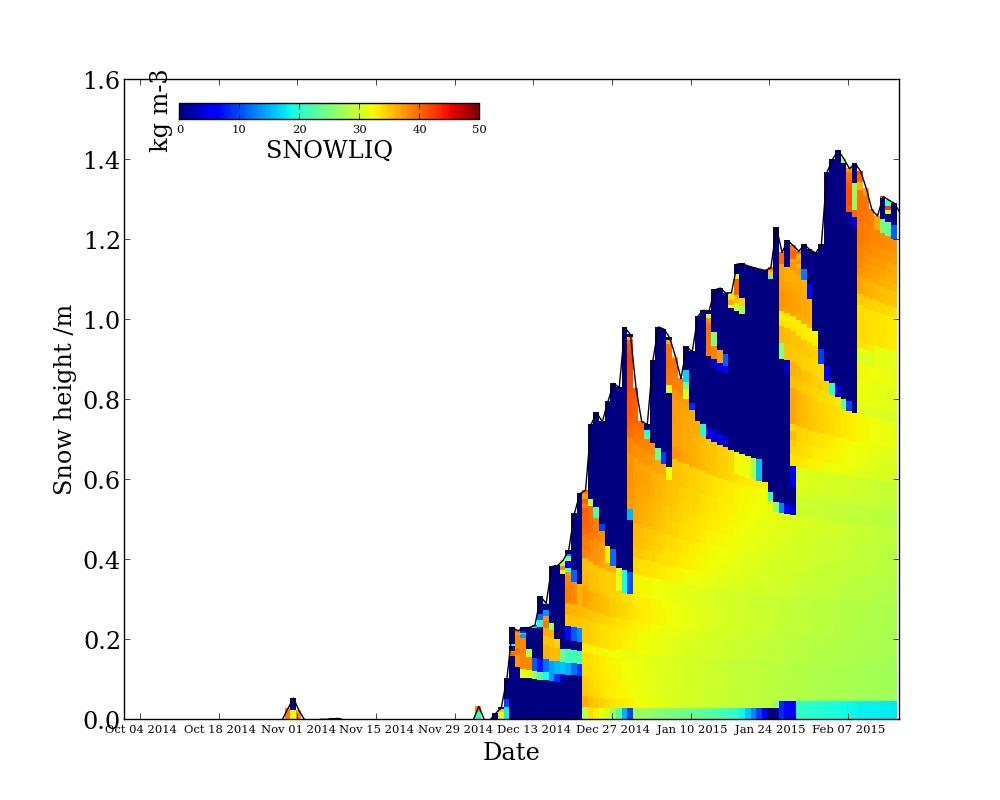 1.6
1.4
1.2
1.0
0.8
0.6
0.4
0.2
0.0
Snow height /m
kg m-3
0 10 20 30 40 50
SNOWLIQ
Oct 04 2014 Oct 18 2014 Nov 01 2014 Nov 15 2014 Nov 29 2014 Dec 13 2014 Dec 27 2014 Jan 10 2015 Jan 24 2015 Feb 07 2015
Date